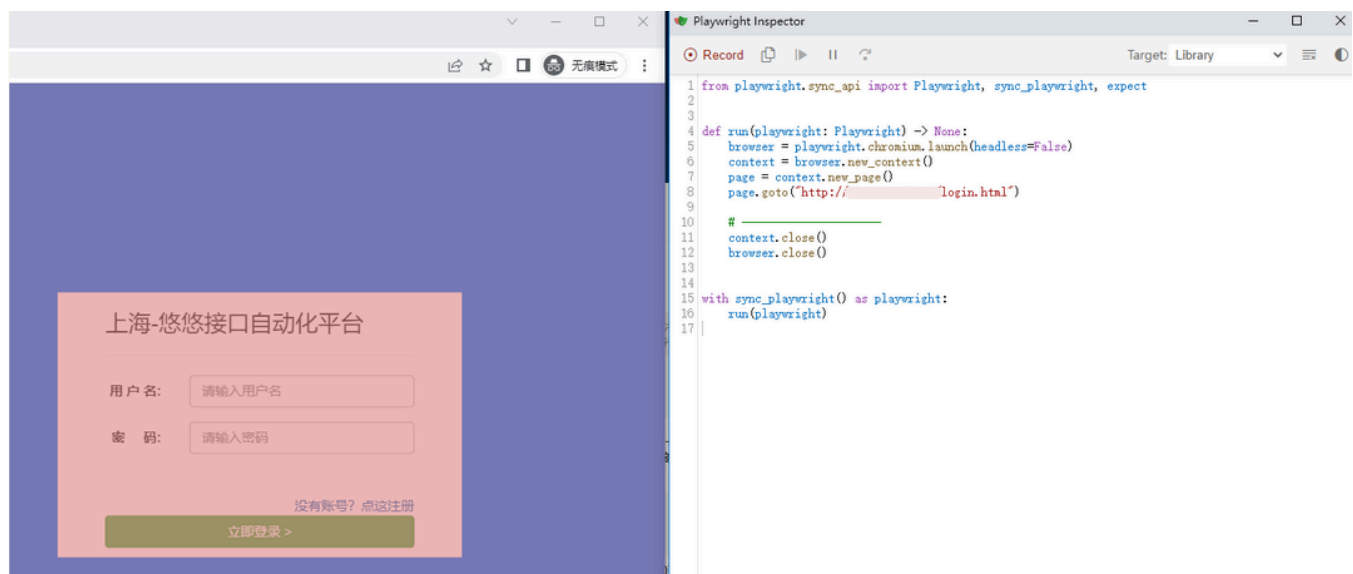 无痕模式
上海-悠悠接口自动化平台
用 户 名:
请输入用户名
密 码:
请输入密码
没有账号？点这注册
立即登录 >
Playwright Inspector
Record
Target: Library
1 from playwright.sync_api import Playwright, sync_playwright, expect
2
3
4 def run(playwright: Playwright) -> None:
5     browser = playwright.chromium.launch(headless=False)
6     context = browser.new_context()
7     page = context.new_page()
8     page.goto("http:// login.html")
9
10     # ---------------------
11     context.close()
12     browser.close()
13
14
15 with sync_playwright() as playwright:
16     run(playwright)
17